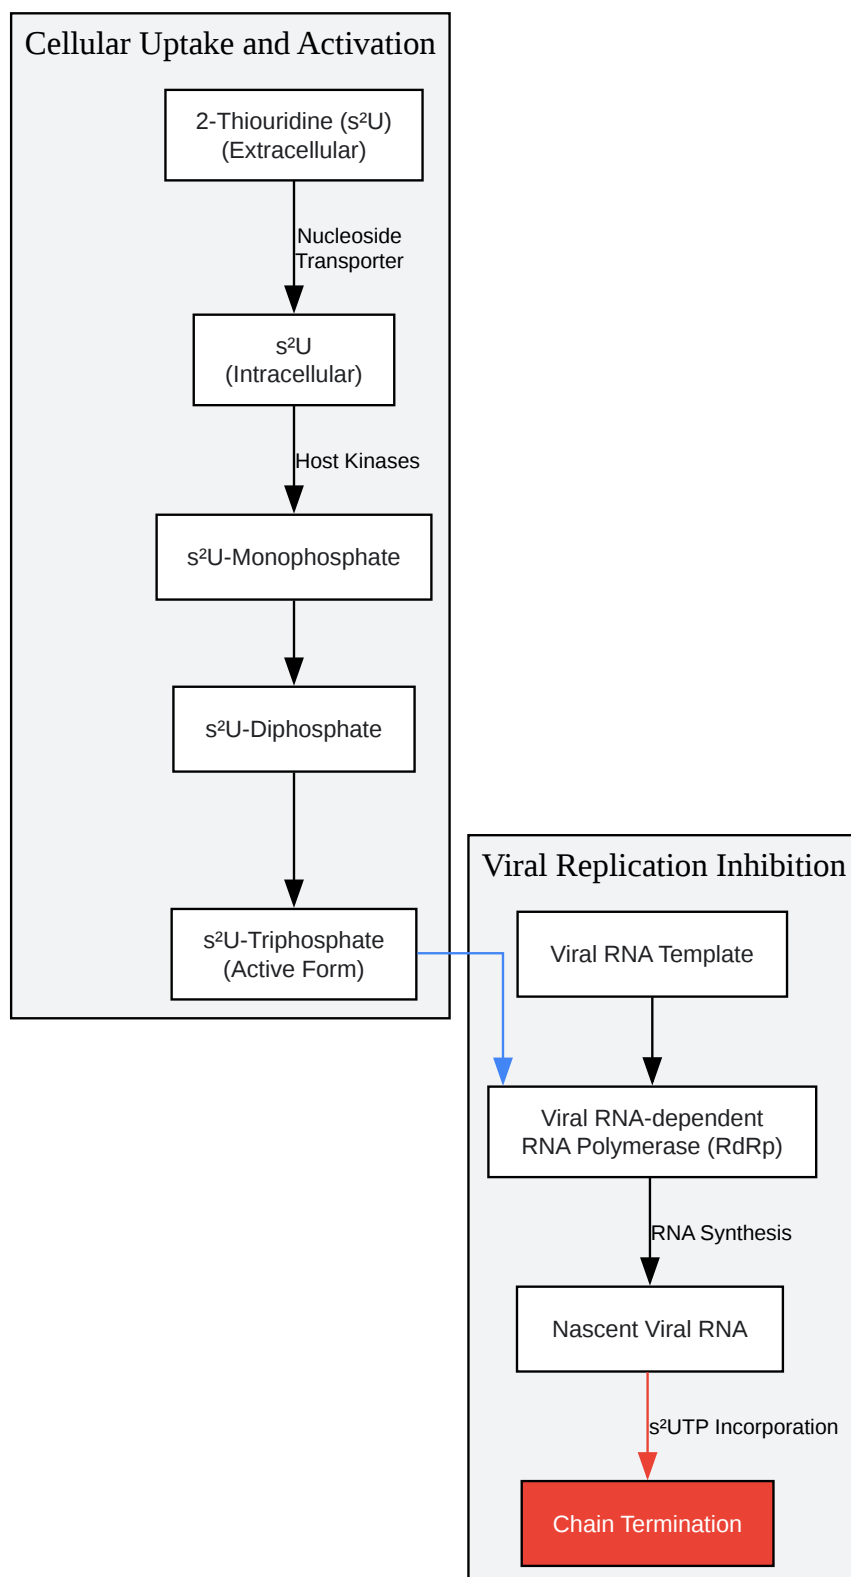 Cellular Uptake and Activation
2-Thiouridine (s²U)
(Extracellular)
Nucleoside
Transporter
s²U
(Intracellular)
Host Kinases
s²U-Monophosphate
s²U-Diphosphate
s²U-Triphosphate
(Active Form)
Viral Replication Inhibition
Viral RNA Template
Viral RNA-dependent
RNA Polymerase (RdRp)
RNA Synthesis
Nascent Viral RNA
s²UTP Incorporation
Chain Termination